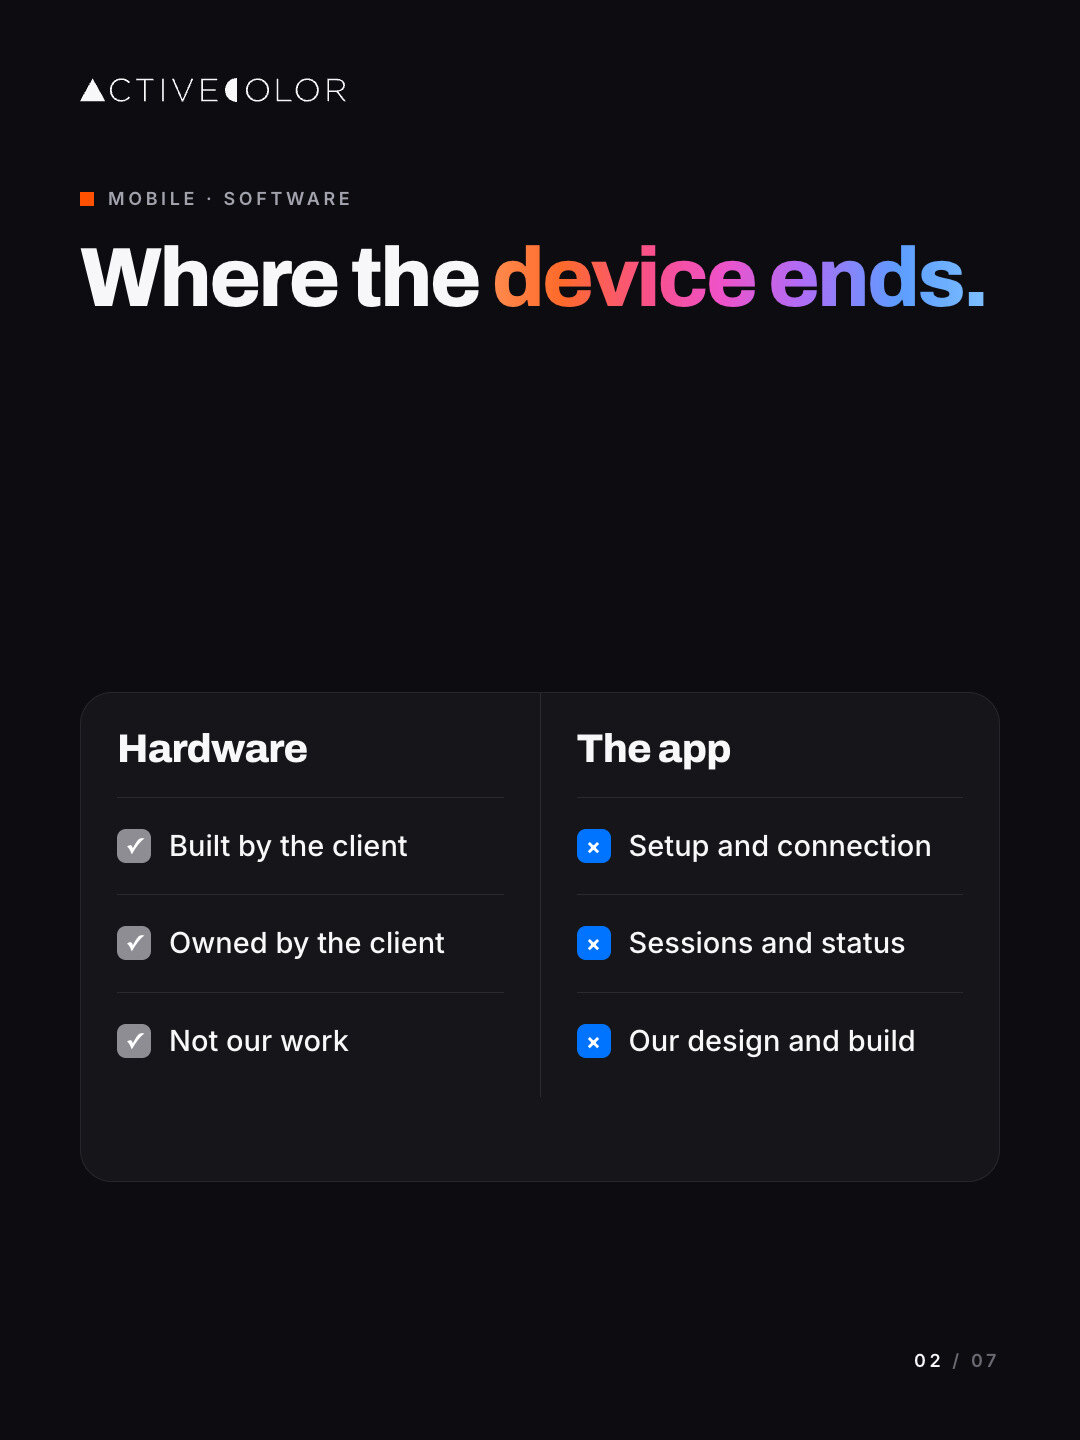 ACTIVECOLOR
MOBILE · SOFTWARE
Where the device ends.
Hardware
✓ Built by the client
✓ Owned by the client
✓ Not our work
The app
× Setup and connection
× Sessions and status
× Our design and build
02 / 07